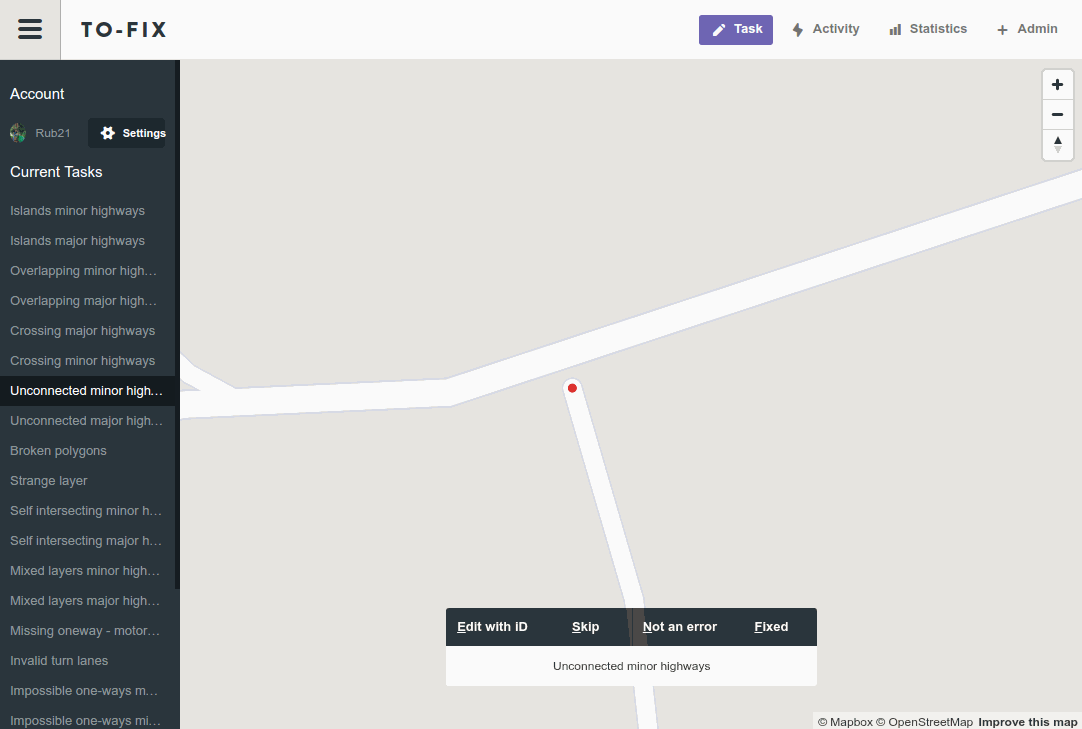 TO-FIX
Task
Activity
Statistics
+ Admin
Account
Rub21
Settings
Current Tasks
Islands minor highways
Islands major highways
Overlapping minor high…
Overlapping major high…
Crossing major highways
Crossing minor highways
Unconnected minor high…
Unconnected major high…
Broken polygons
Strange layer
Self intersecting minor h…
Self intersecting major h…
Mixed layers minor high…
Mixed layers major high…
Missing oneway - motor…
Invalid turn lanes
Impossible one-ways m…
Impossible one-ways mi…
Edit with iD
Skip
Not an error
Fixed
Unconnected minor highways
© Mapbox © OpenStreetMap Improve this map